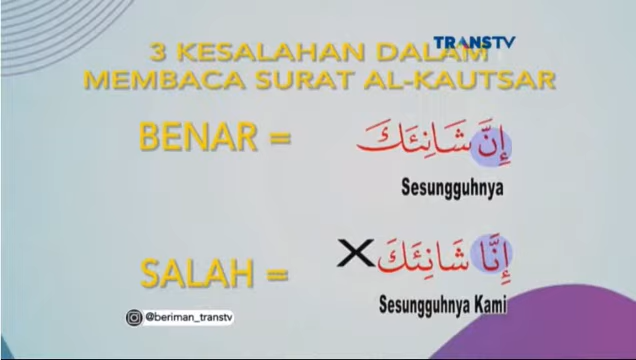 TRANSTV
3 KESALAHAN DALAM
MEMBACA SURAT AL-KAUTSAR
BENAR = إِنَّ شَانِئَكَ
Sesungguhnya
SALAH = إِنَّا شَانِئَكَ X
Sesungguhnya Kami
@beriman_transtv